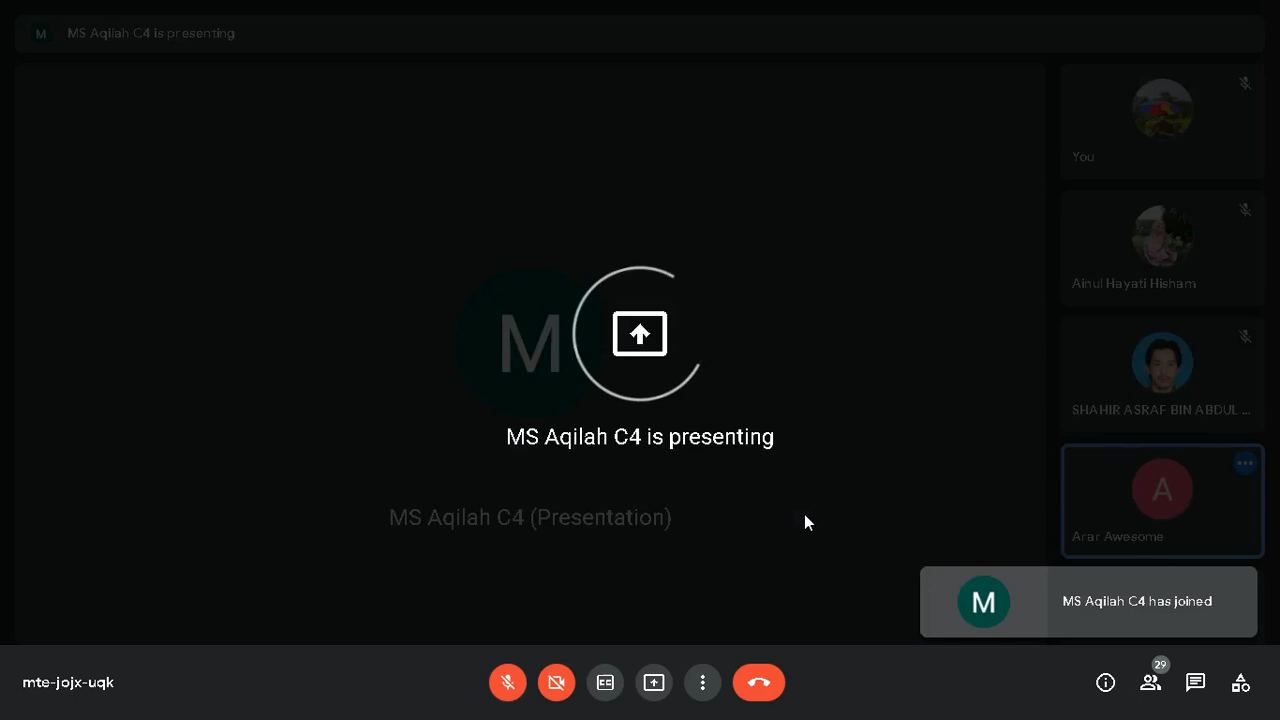 M MS Aqilah C4 is presenting
You
Ainul Hayati Hisham
SHAHIR ASRAF BIN ABDUL ...
A
Arar Awesome
M
MS Aqilah C4 is presenting
MS Aqilah C4 (Presentation)
M MS Aqilah C4 has joined
mte-jojx-uqk
CC
29